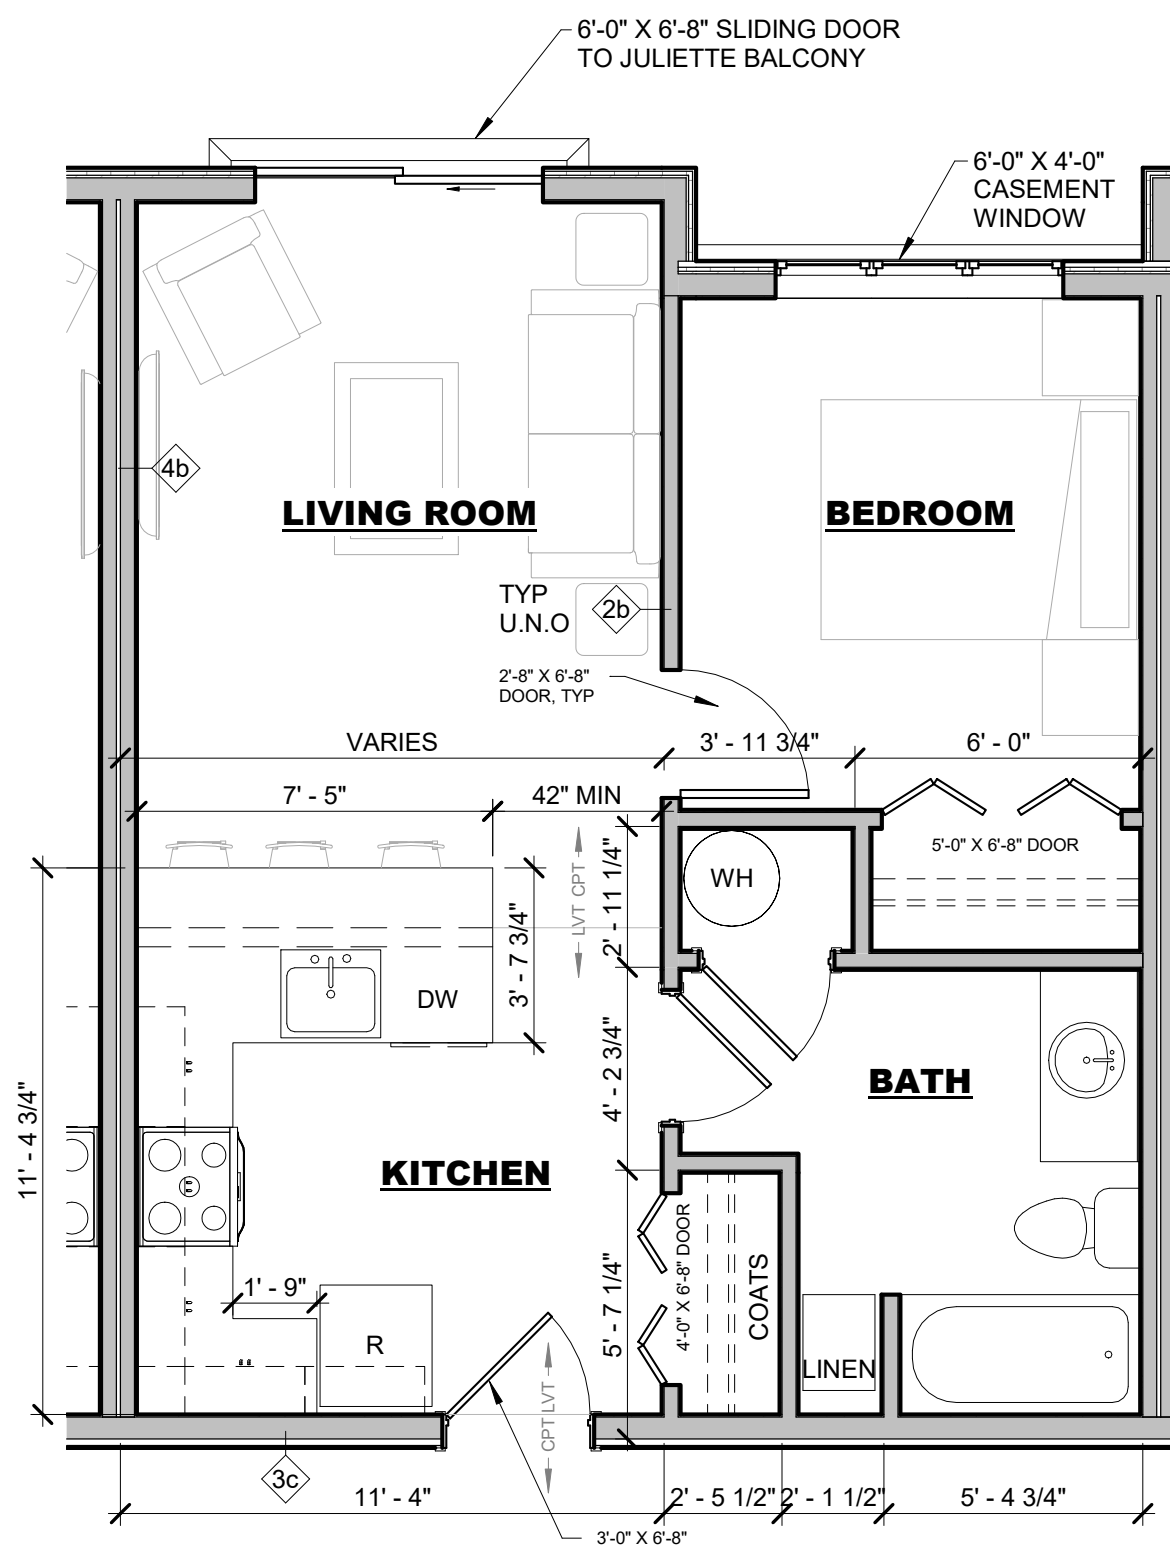 6'-0" X 6'-8" SLIDING DOOR
TO JULIETTE BALCONY
6'-0" X 4'-0"
CASEMENT
WINDOW
4b
LIVING ROOM
BEDROOM
TYP
U.N.O
2b
2'-8" X 6'-8"
DOOR, TYP
VARIES
3' - 11 3/4"
6' - 0"
7' - 5"
42" MIN
5'-0" X 6'-8" DOOR
WH
LVT CPT
2' - 11 1/4"
3' - 7 3/4"
DW
4' - 2 3/4"
BATH
11' - 4 3/4"
KITCHEN
4'-0" X 6'-8" DOOR
COATS
5' - 7 1/4"
1' - 9"
R
LINEN
CPT LVT
3c
11' - 4"
2' - 5 1/2"
2' - 1 1/2"
5' - 4 3/4"
3'-0" X 6'-8"